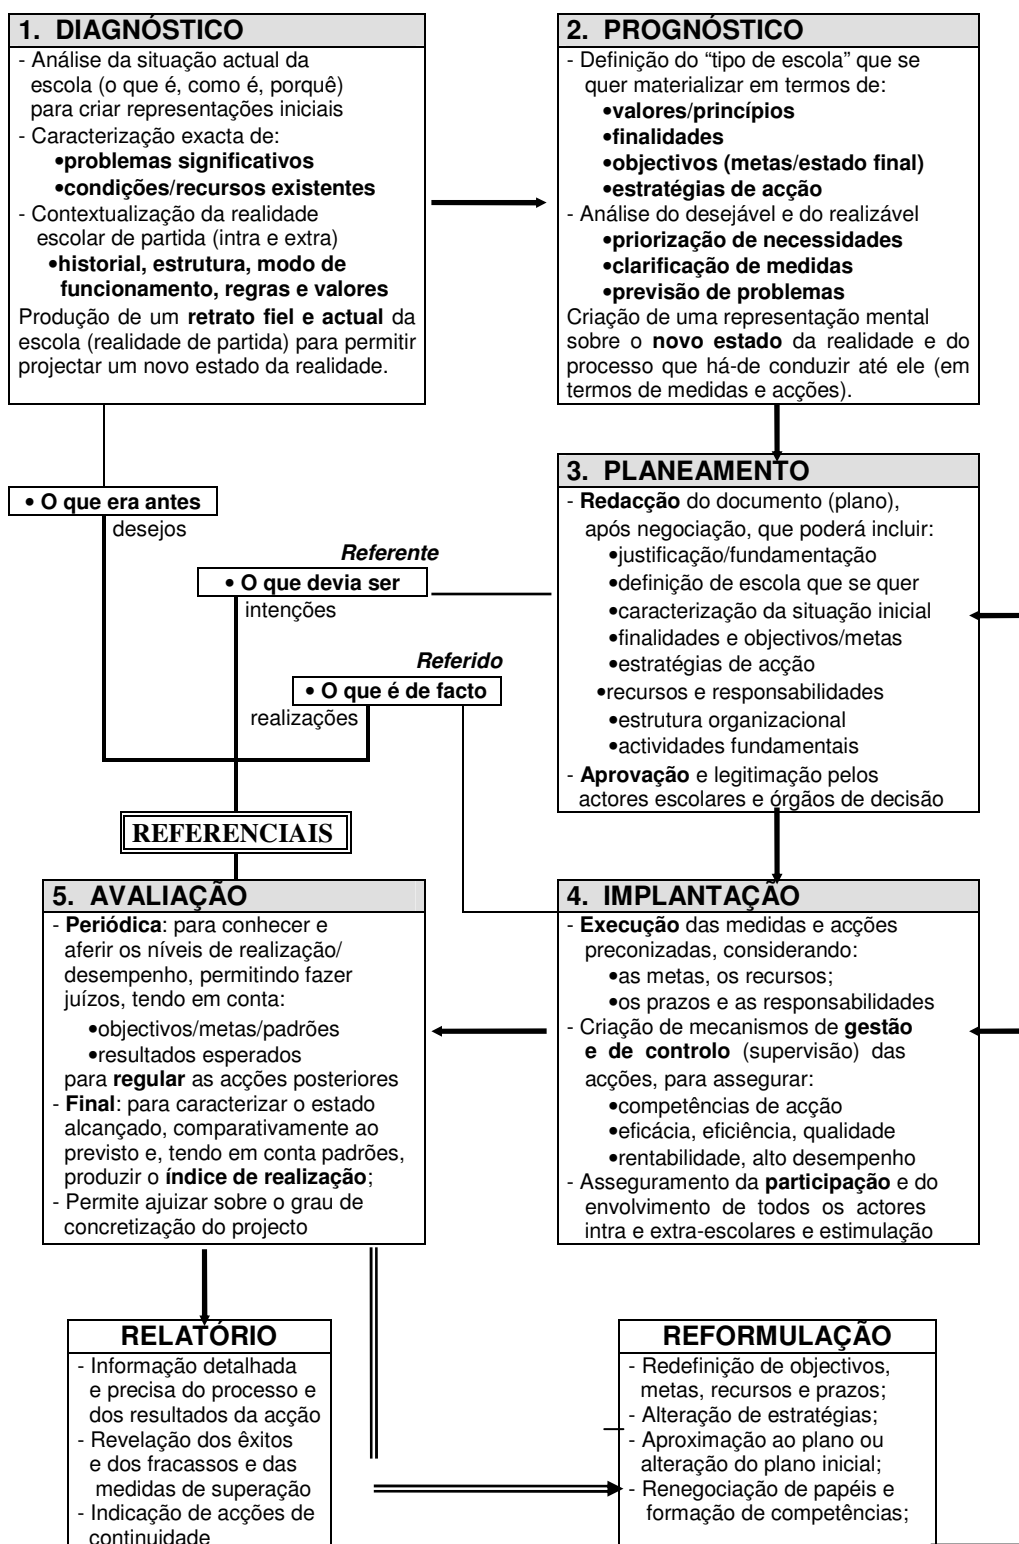 1. DIAGNÓSTICO
- Análise da situação actual da
escola (o que é, como é, porquê)
para criar representações iniciais
- Caracterização exacta de:
•problemas significativos
•condições/recursos existentes
- Contextualização da realidade
escolar de partida (intra e extra)
•historial, estrutura, modo de
funcionamento, regras e valores
Produção de um retrato fiel e actual da
escola (realidade de partida) para permitir
projectar um novo estado da realidade.
2. PROGNÓSTICO
- Definição do “tipo de escola” que se
quer materializar em termos de:
•valores/princípios
•finalidades
•objectivos (metas/estado final)
•estratégias de acção
- Análise do desejável e do realizável
•priorização de necessidades
•clarificação de medidas
•previsão de problemas
Criação de uma representação mental
sobre o novo estado da realidade e do
processo que há-de conduzir até ele (em
termos de medidas e acções).
• O que era antes
desejos
Referente
• O que devia ser
intenções
Referido
• O que é de facto
realizações
REFERENCIAIS
3. PLANEAMENTO
- Redacção do documento (plano),
após negociação, que poderá incluir:
•justificação/fundamentação
•definição de escola que se quer
•caracterização da situação inicial
•finalidades e objectivos/metas
•estratégias de acção
•recursos e responsabilidades
•estrutura organizacional
•actividades fundamentais
- Aprovação e legitimação pelos
actores escolares e órgãos de decisão
4. IMPLANTAÇÃO
- Execução das medidas e acções
preconizadas, considerando:
•as metas, os recursos;
•os prazos e as responsabilidades
- Criação de mecanismos de gestão
e de controlo (supervisão) das
acções, para assegurar:
•competências de acção
•eficácia, eficiência, qualidade
•rentabilidade, alto desempenho
- Asseguramento da participação e do
envolvimento de todos os actores
intra e extra-escolares e estimulação
5. AVALIAÇÃO
- Periódica: para conhecer e
aferir os níveis de realização/
desempenho, permitindo fazer
juízos, tendo em conta:
•objectivos/metas/padrões
•resultados esperados
para regular as acções posteriores
- Final: para caracterizar o estado
alcançado, comparativamente ao
previsto e, tendo em conta padrões,
produzir o índice de realização;
- Permite ajuizar sobre o grau de
concretização do projecto
RELATÓRIO
- Informação detalhada
e precisa do processo e
dos resultados da acção
- Revelação dos êxitos
e dos fracassos e das
medidas de superação
- Indicação de acções de
continuidade
REFORMULAÇÃO
- Redefinição de objectivos,
metas, recursos e prazos;
- Alteração de estratégias;
- Aproximação ao plano ou
alteração do plano inicial;
- Renegociação de papéis e
formação de competências;